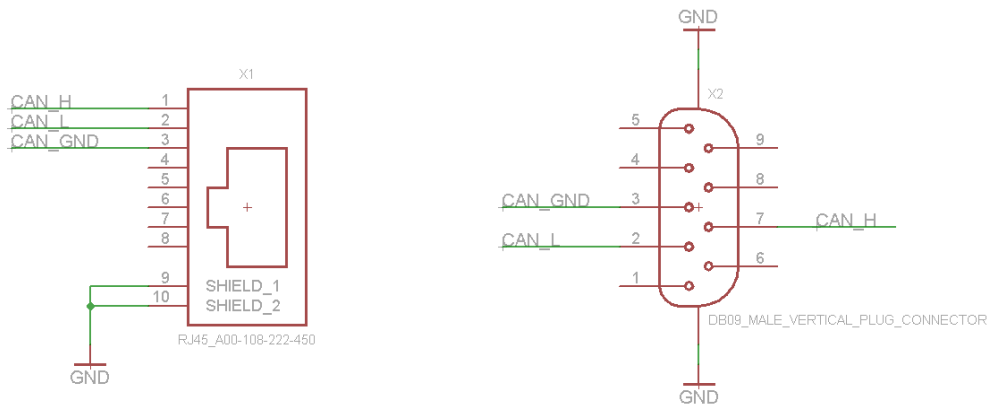 X1
CAN_H
1
CAN_L
2
CAN_GND
3
4
5
6
7
8
9
SHIELD_1
10
SHIELD_2
RJ45_A00-108-222-450
GND
GND
X2
5
9
4
8
CAN_GND
3
7
CAN_H
CAN_L
2
6
1
DB09_MALE_VERTICAL_PLUG_CONNECTOR
GND